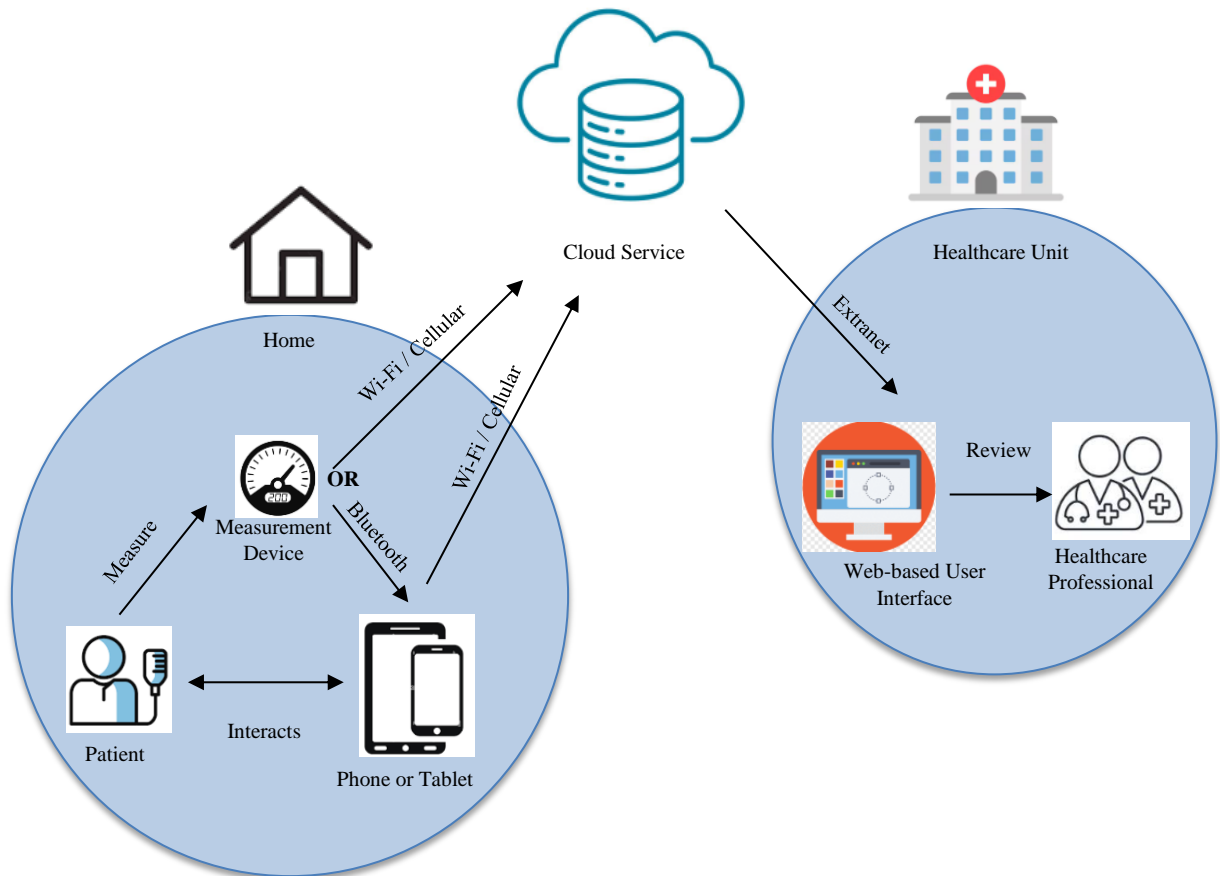 Cloud Service
Healthcare Unit
Home
Extranet
Wi-Fi / Cellular
Wi-Fi / Cellular
Review
OR
200
Measurement
Device
Bluetooth
Measure
Web-based User
Interface
Healthcare
Professional
Interacts
Patient
Phone or Tablet